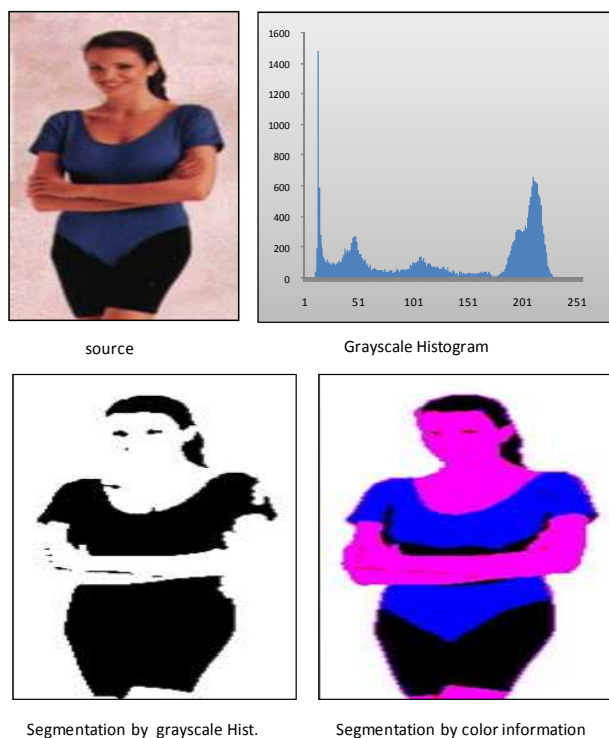 1600
1400
1200
1000
800
600
400
200
0
1 51 101 151 201 251
source
Grayscale Histogram
Segmentation by grayscale Hist.
Segmentation by color information